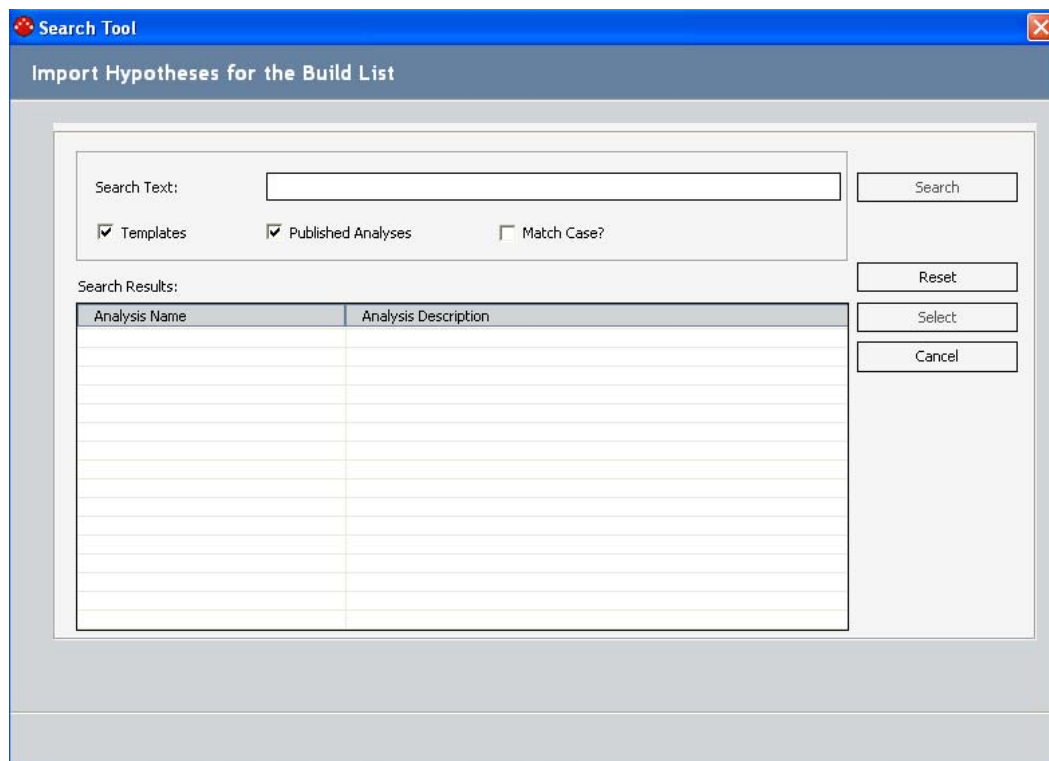 Search Tool
Import Hypotheses for the Build List
Search Text:
Search
Templates Published Analyses Match Case?
Reset
Search Results:
Analysis Name Analysis Description
Select
Cancel